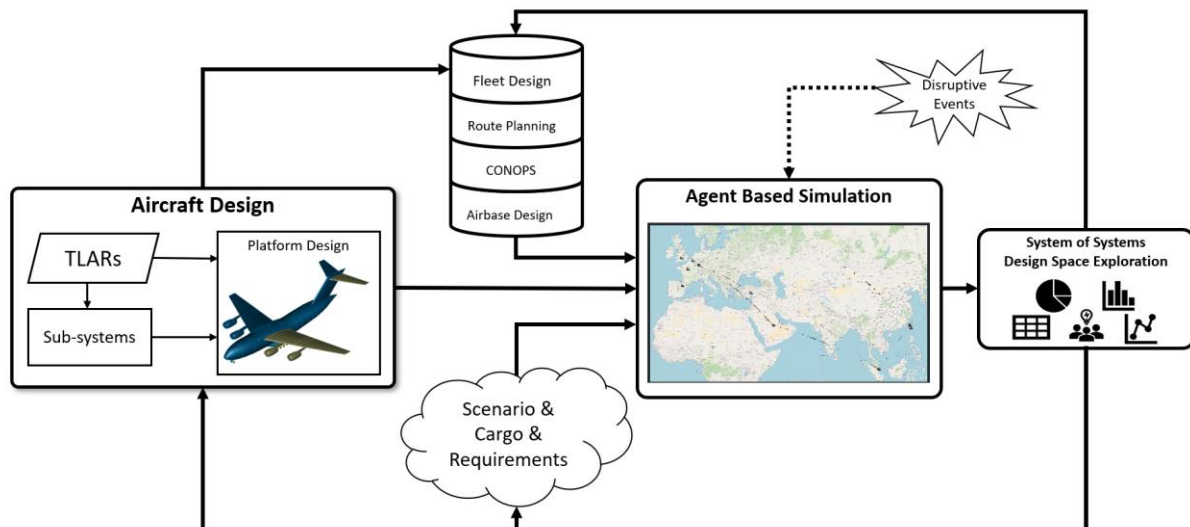 Fleet Design
Route Planning
CONOPS
Airbase Design
Disruptive
Events
Aircraft Design
TLARs
Sub-systems
Platform Design
Agent Based Simulation
System of Systems
Design Space Exploration
Scenario &
Cargo &
Requirements